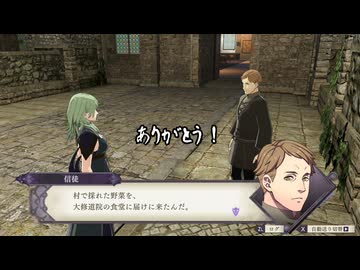 ありがとう！
信徒
村で採れた野菜を、
大修道院の食堂に届けに来たんだ。
ログ
X 自動送り切替